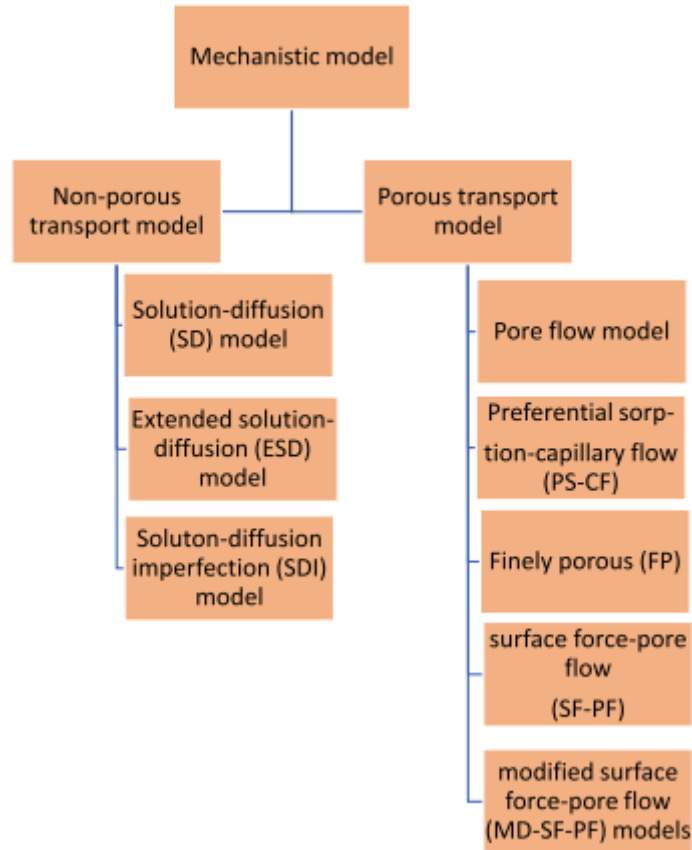 Mechanistic model
Non-porous
transport model
Porous transport
model
Solution-diffusion
(SD) model
Extended solution-
diffusion (ESD)
model
Soluton-diffusion
imperfection (SDI)
model
Pore flow model
Preferential sorp-
tion-capillary flow
(PS-CF)
Finely porous (FP)
surface force-pore
flow
(SF-PF)
modified surface
force-pore flow
(MD-SF-PF) models